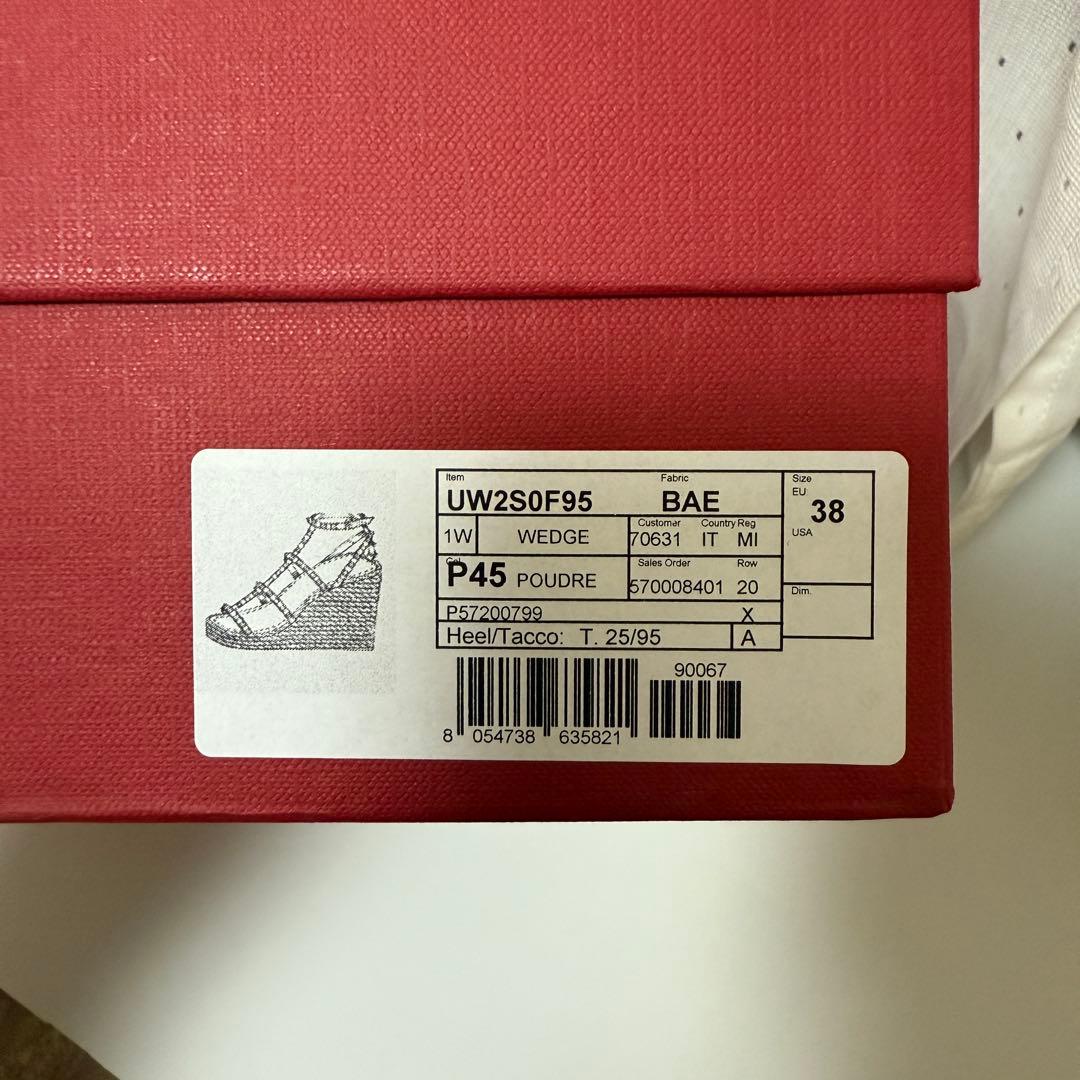 Item Fabric Size
UW2S0F95 BAE EU 38
Customer Country Reg
1W WEDGE 70631 IT MI USA
Col. Sales Order Row
P45 POUDRE 570008401 20 Dim.
P57200799 X
Heel/Tacco: T. 25/95 A
90067
8 054738 635821